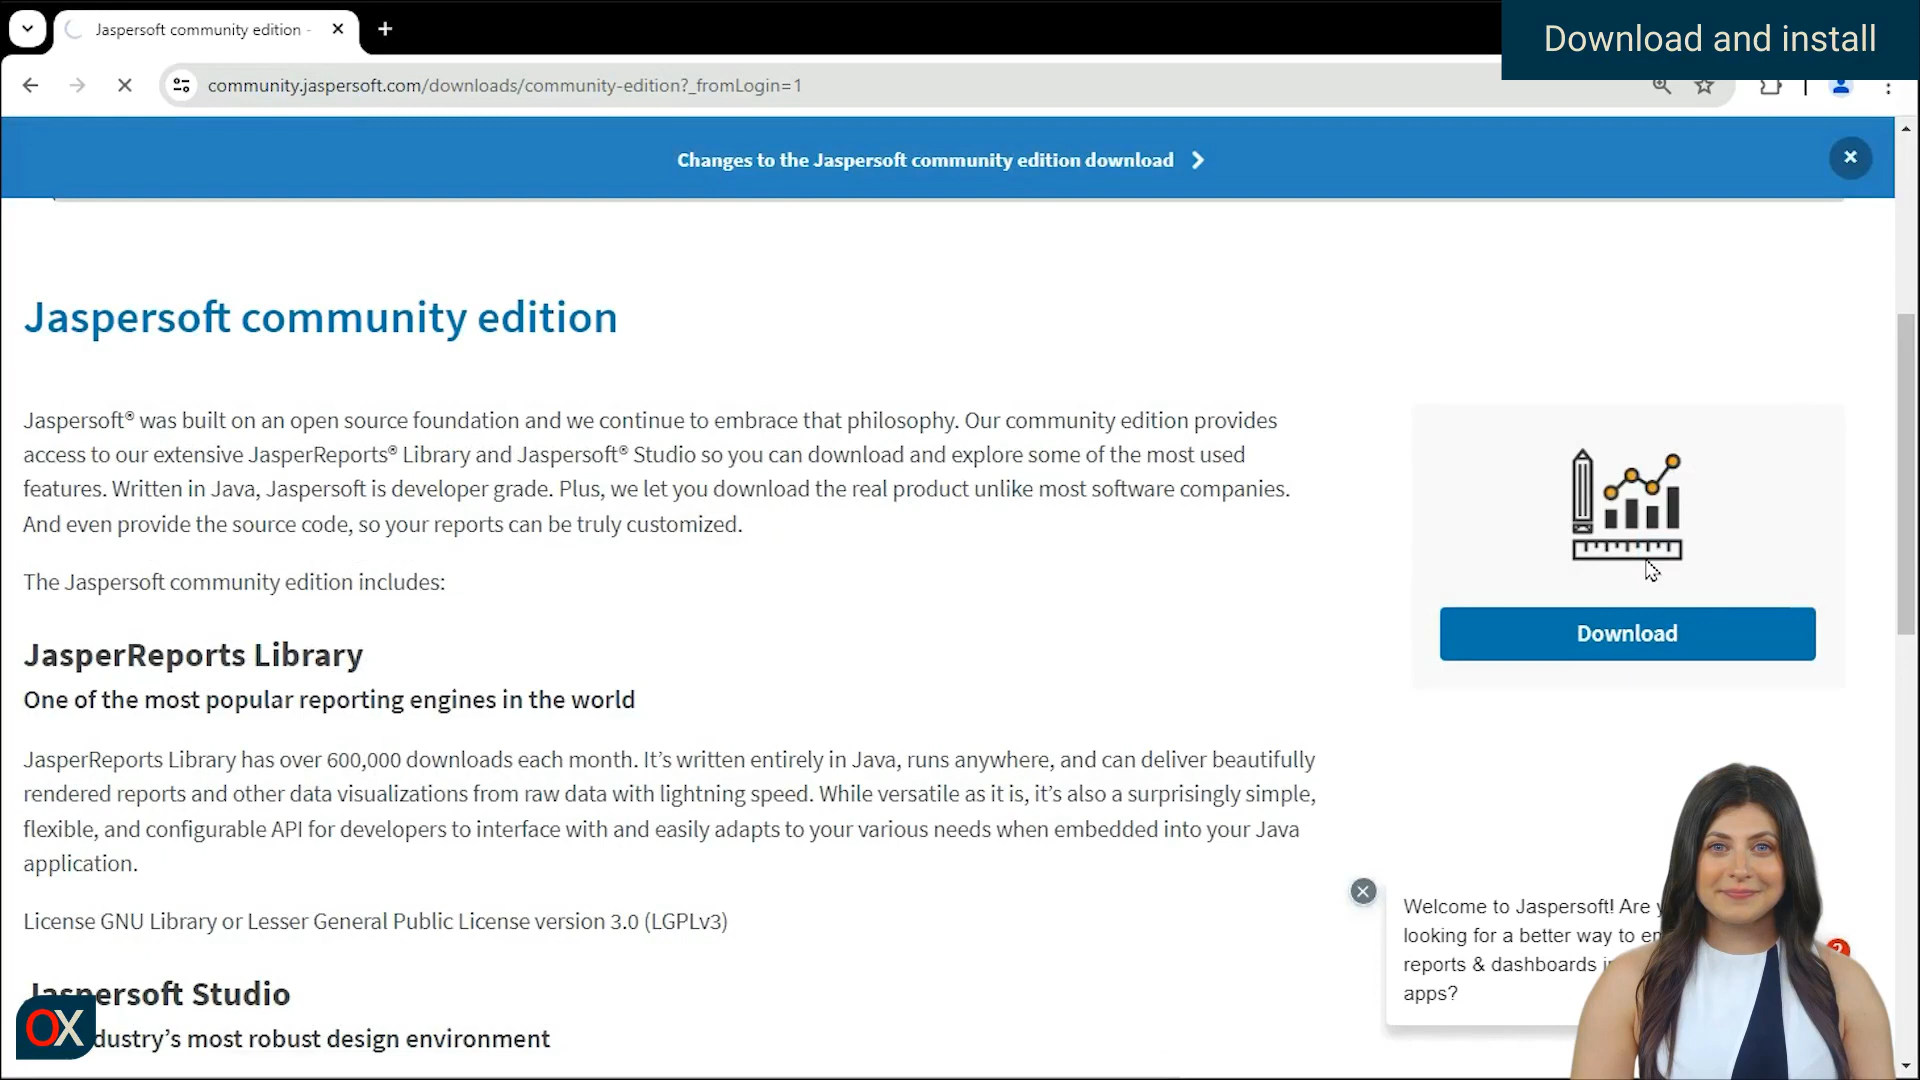 Jaspersoft community edition -
Download and install
community.jaspersoft.com/downloads/community-edition?_fromLogin=1
Changes to the Jaspersoft community edition download
Jaspersoft community edition
Jaspersoft® was built on an open source foundation and we continue to embrace that philosophy. Our community edition provides
access to our extensive JasperReports® Library and Jaspersoft® Studio so you can download and explore some of the most used
features. Written in Java, Jaspersoft is developer grade. Plus, we let you download the real product unlike most software companies.
And even provide the source code, so your reports can be truly customized.
The Jaspersoft community edition includes:
Download
JasperReports Library
One of the most popular reporting engines in the world
JasperReports Library has over 600,000 downloads each month. It’s written entirely in Java, runs anywhere, and can deliver beautifully
rendered reports and other data visualizations from raw data with lightning speed. While versatile as it is, it’s also a surprisingly simple,
flexible, and configurable API for developers to interface with and easily adapts to your various needs when embedded into your Java
application.
License GNU Library or Lesser General Public License version 3.0 (LGPLv3)
Welcome to Jaspersoft! Are
looking for a better way to
reports & dashboards
apps?
2
Jaspersoft Studio
dustry’s most robust design environment
OX